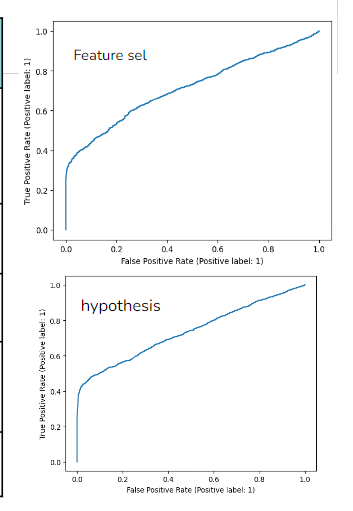 Feature sel
True Positive Rate (Positive label: 1)
1.0
0.8
0.6
0.4
0.2
0.0
0.0 0.2 0.4 0.6 0.8 1.0
False Positive Rate (Positive label: 1)
hypothesis
True Positive Rate (Positive label: 1)
1.0
0.8
0.6
0.4
0.2
0.0
0.0 0.2 0.4 0.6 0.8 1.0
False Positive Rate (Positive label: 1)